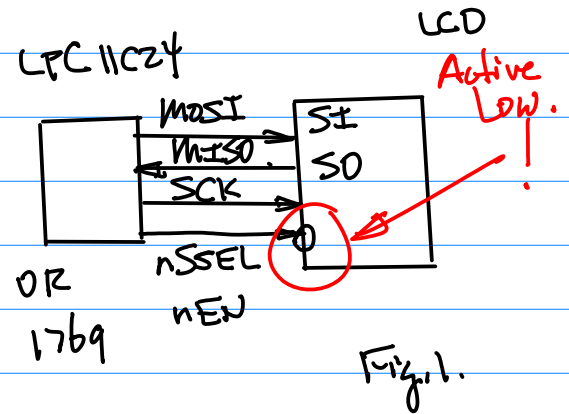 LCD
LPC11C24
Active
Low.
!
MOSI
SI
MISO.
SO
SCK
nSSEL
OR
nEN
1769
Fig.1.